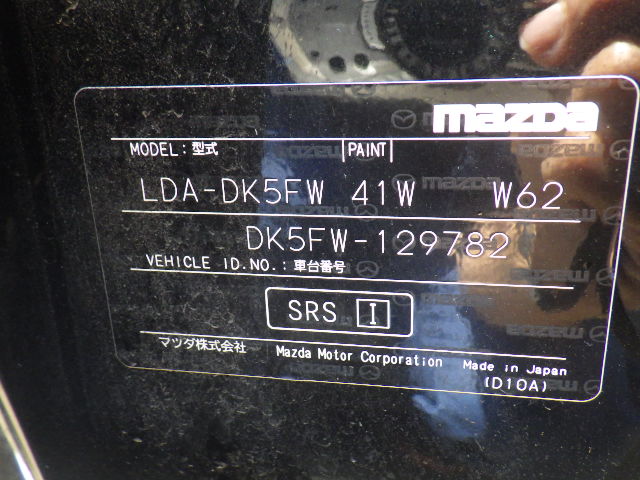 mazda
MODEL: 型式 PAINT
LDA-DK5FW 41W W62
DK5FW-129782
VEHICLE ID.NO.: 車台番号
SRS I
マツダ株式会社 Mazda Motor Corporation Made in Japan
(D10A)